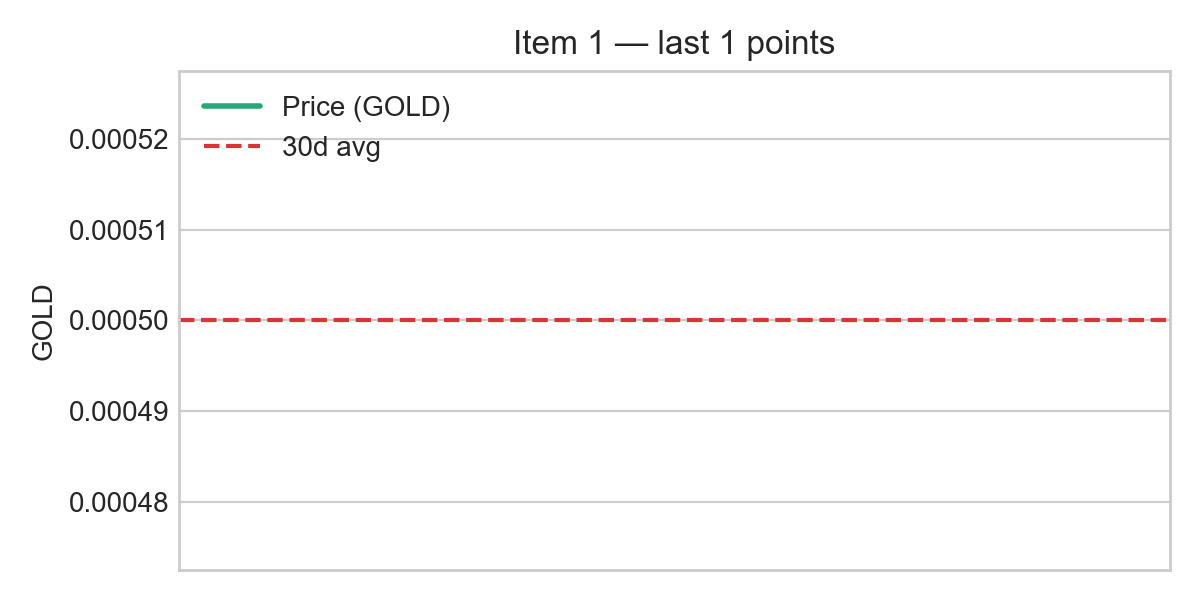 Item 1 — last 1 points
Price (GOLD)
30d avg
0.00052
0.00051
0.00050
0.00049
0.00048
GOLD